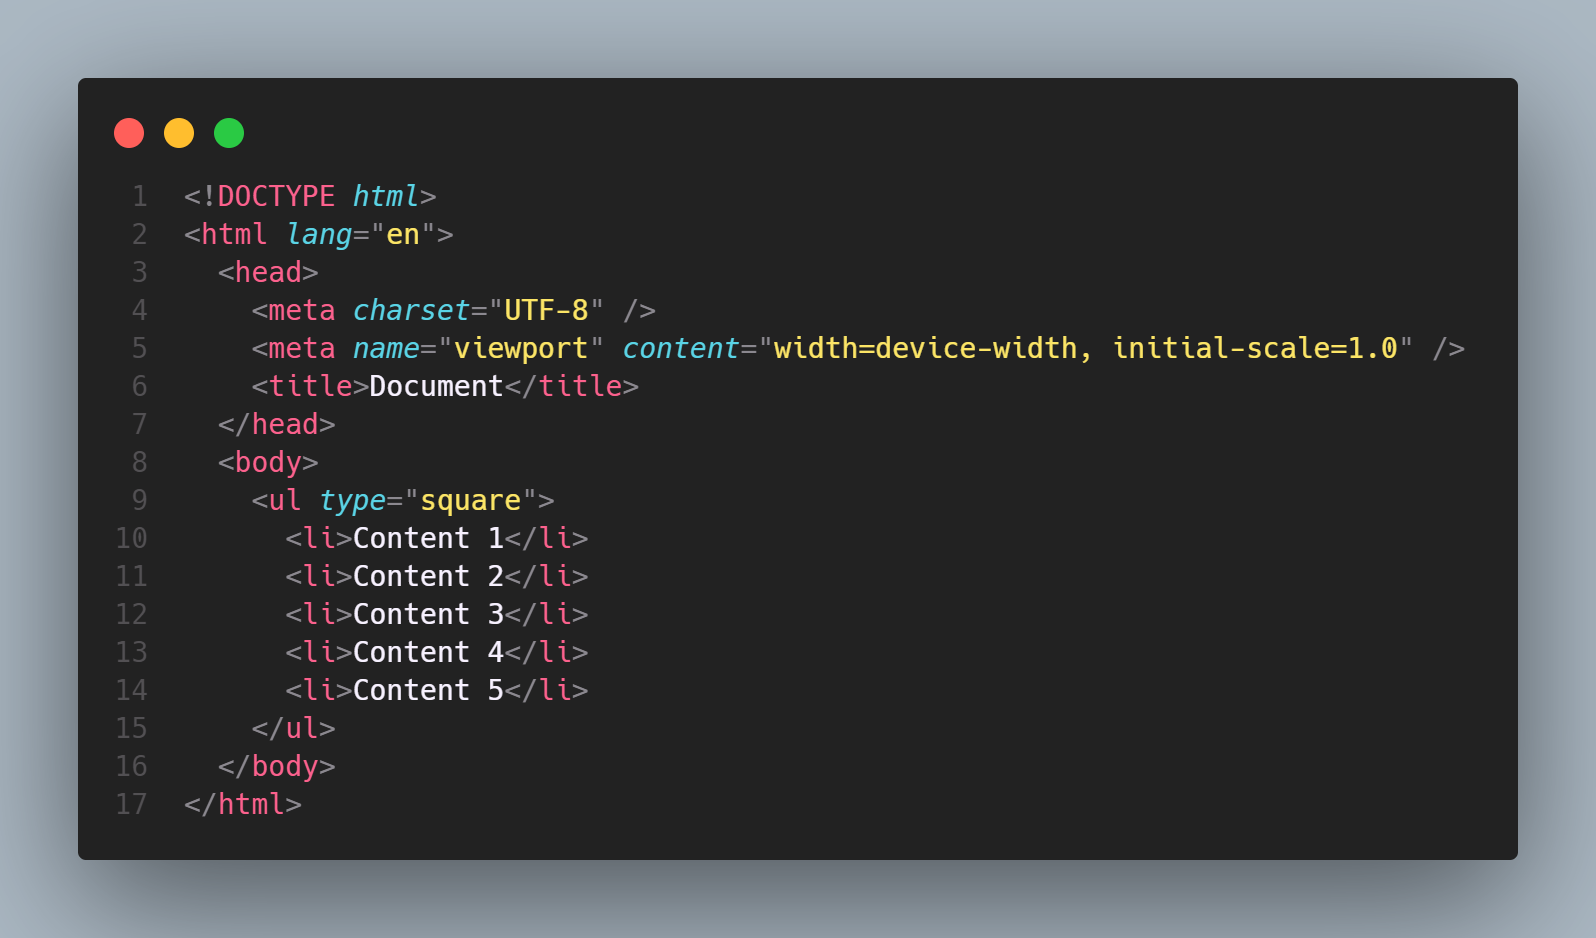 1 <!DOCTYPE html>
2 <html lang="en">
3   <head>
4     <meta charset="UTF-8" />
5     <meta name="viewport" content="width=device-width, initial-scale=1.0" />
6     <title>Document</title>
7   </head>
8   <body>
9     <ul type="square">
10       <li>Content 1</li>
11       <li>Content 2</li>
12       <li>Content 3</li>
13       <li>Content 4</li>
14       <li>Content 5</li>
15     </ul>
16   </body>
17 </html>